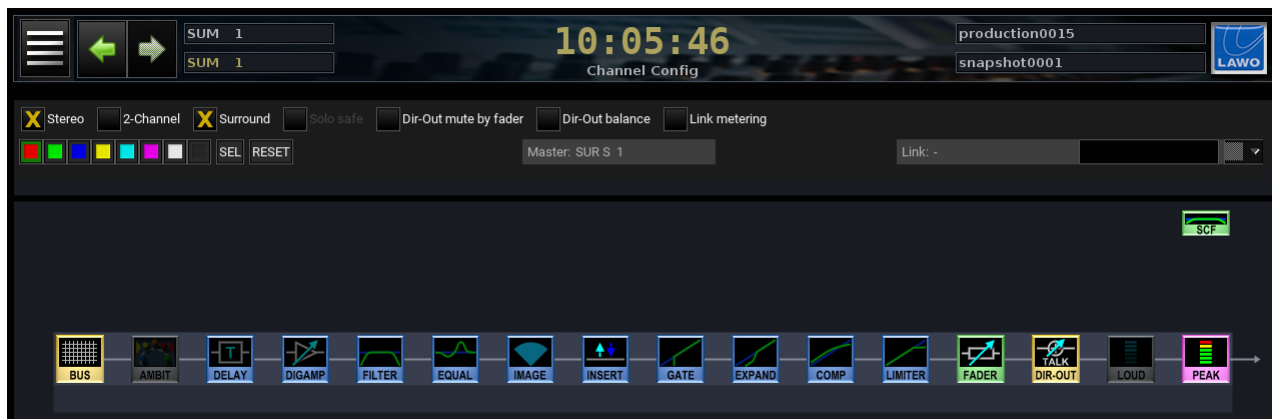 SUM 1
SUM 1
10:05:46
Channel Config
production0015
snapshot0001
LAWO
X Stereo 2-Channel X Surround Solo safe Dir-Out mute by fader Dir-Out balance Link metering
SEL RESET Master: SUR S 1 Link: -
SCF
T TALK
BUS AMBIT DELAY DIGAMP FILTER EQUAL IMAGE INSERT GATE EXPAND COMP LIMITER FADER DIR-OUT LOUD PEAK